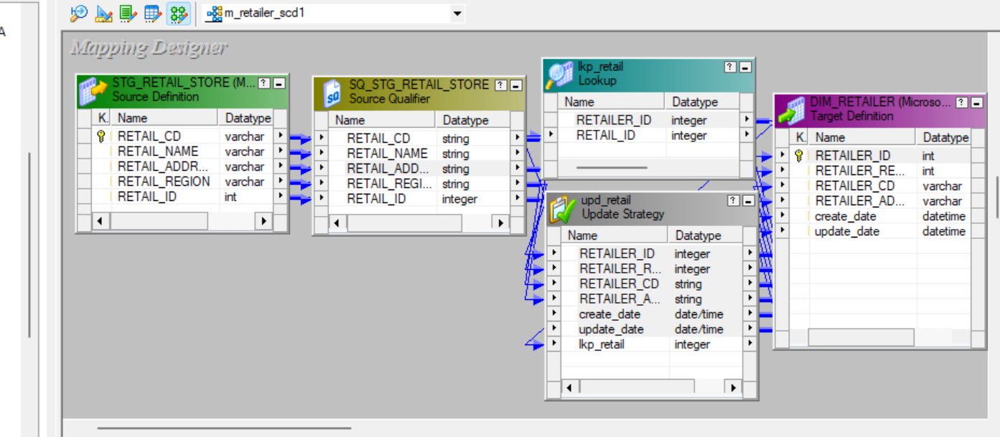 A
m_retailer_scd1
Mapping Designer
STG_RETAIL_STORE (M... ?
Source Definition
K. Name Datatype
RETAIL_CD varchar
RETAIL_NAME varchar
RETAIL_ADDR... varchar
RETAIL_REGION varchar
RETAIL_ID int
SQ
SQ_STG_RETAIL_STORE ?
Source Qualifier
Name Datatype
RETAIL_CD string
RETAIL_NAME string
RETAIL_ADD... string
RETAIL_REGI... string
RETAIL_ID integer
lkp_retail ?
Lookup
Name Datatype
RETAILER_ID integer
RETAIL_ID integer
upd_retail ?
Update Strategy
Name Datatype
RETAILER_ID integer
RETAILER_R... integer
RETAILER_CD string
RETAILER_A... string
create_date date/time
update_date date/time
lkp_retail integer
DIM_RETAILER (Microso... ?
Target Definition
K. Name Datatype
RETAILER_ID int
RETAILER_RE... int
RETAILER_CD varchar
RETAILER_AD... varchar
create_date datetime
update_date datetime